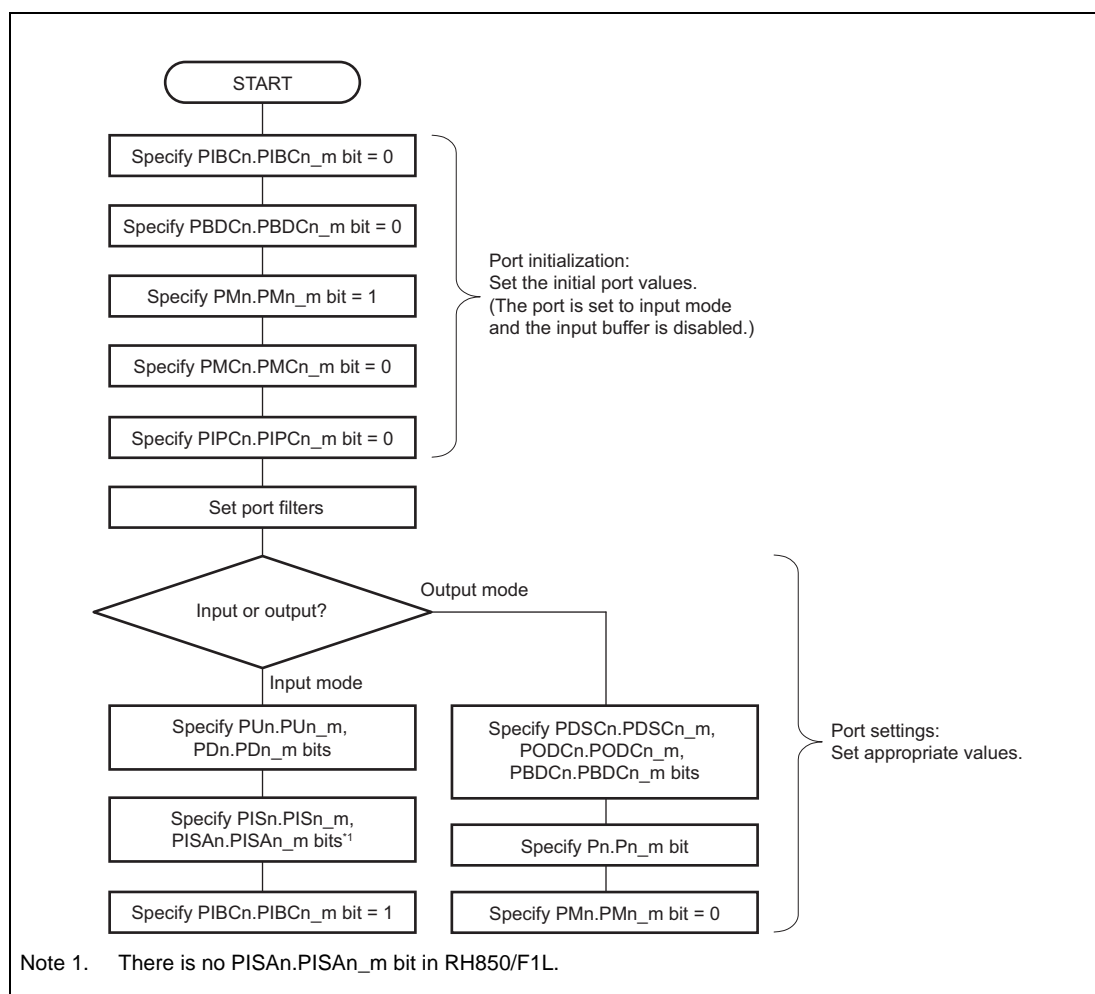 START
Specify PIBCn.PIBCn_m bit = 0
Specify PBDCn.PBDCn_m bit = 0
Specify PMn.PMn_m bit = 1
Specify PMCn.PMCn_m bit = 0
Specify PIPCn.PIPCn_m bit = 0
Port initialization:
Set the initial port values.
(The port is set to input mode
and the input buffer is disabled.)
Set port filters
Input or output?
Output mode
Input mode
Specify PUn.PUn_m,
PDn.PDn_m bits
Specify PISn.PISn_m,
PISAn.PISAn_m bits*1
Specify PIBCn.PIBCn_m bit = 1
Specify PDSCn.PDSCn_m,
PODCn.PODCn_m,
PBDCn.PBDCn_m bits
Specify Pn.Pn_m bit
Specify PMn.PMn_m bit = 0
Port settings:
Set appropriate values.
Note 1. There is no PISAn.PISAn_m bit in RH850/F1L.